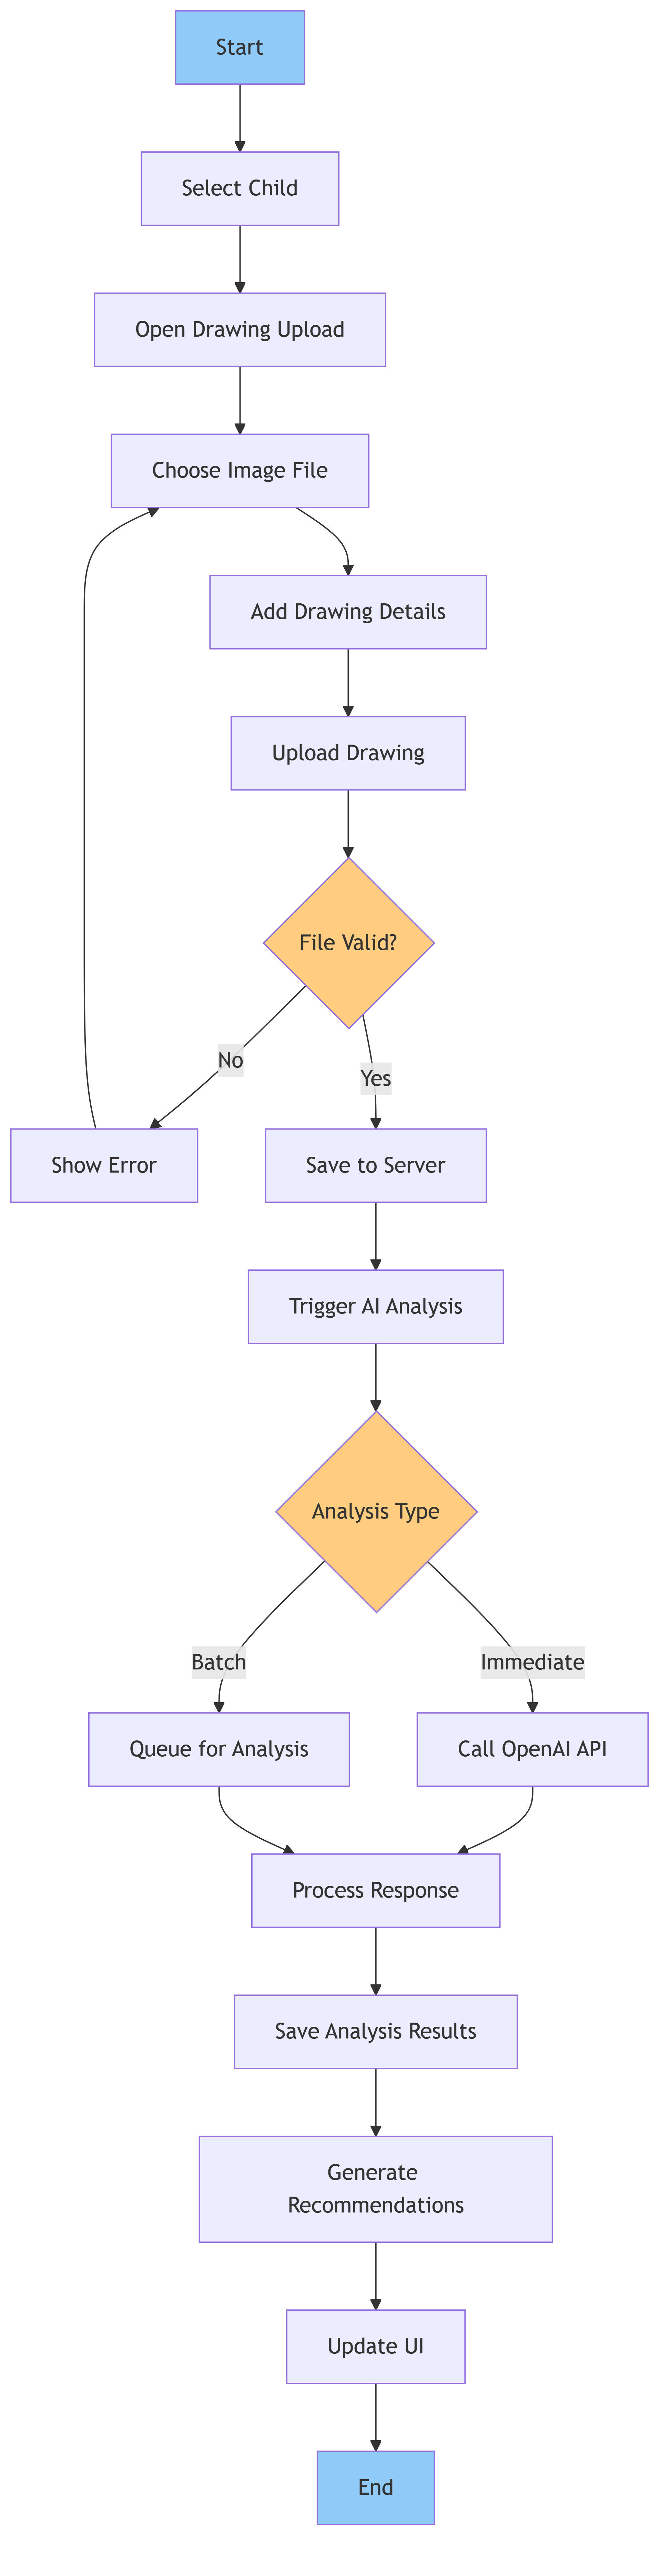 Start
Select Child
Open Drawing Upload
Choose Image File
Add Drawing Details
Upload Drawing
File Valid?
No
Yes
Show Error
Save to Server
Trigger AI Analysis
Analysis Type
Batch
Immediate
Queue for Analysis
Call OpenAI API
Process Response
Save Analysis Results
Generate
Recommendations
Update UI
End